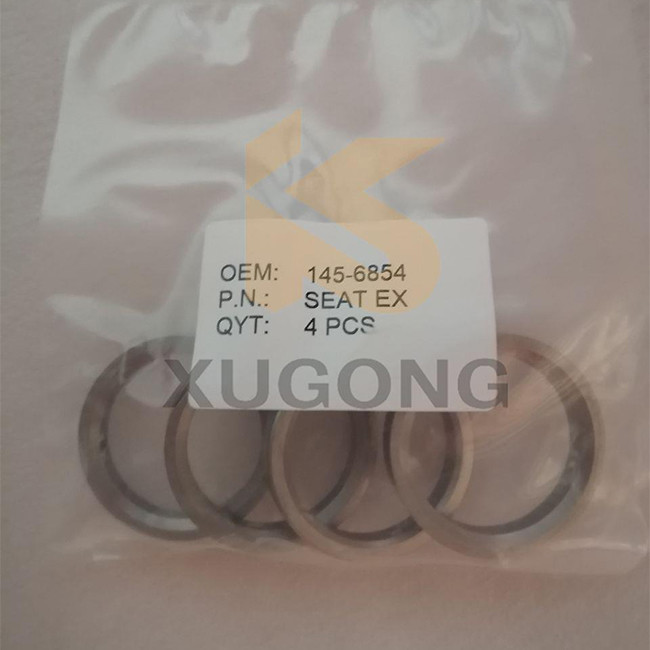 OEM: 145-6854
P.N.: SEAT EX
QYT: 4 PCS
XUGONG